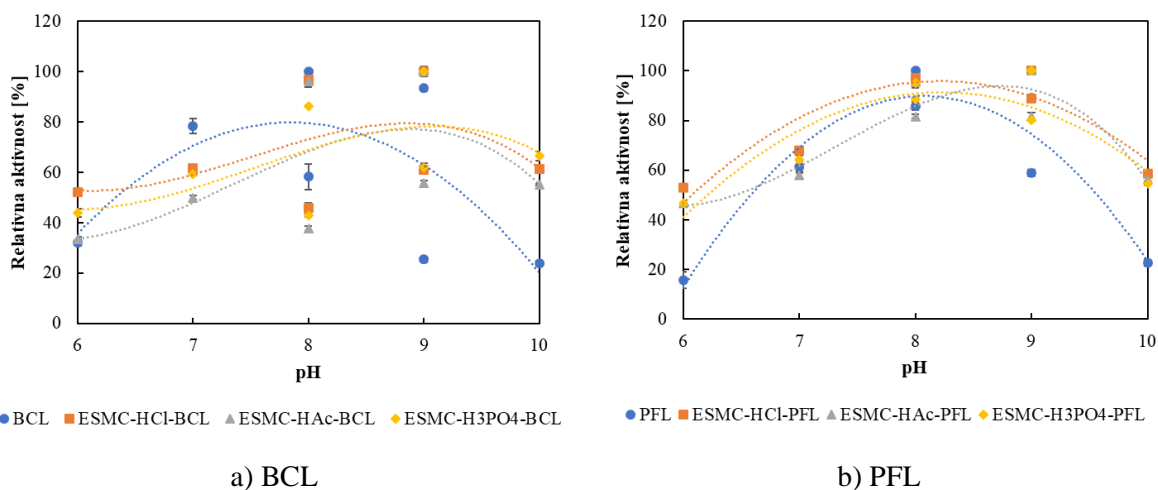 Relativna aktivnost [%]
120
100
80
60
40
20
0
6 7 8 9 10
pH
BCL ESMC-HCl-BCL ESMC-HAc-BCL ESMC-H3PO4-BCL
a) BCL
Relativna aktivnost [%]
120
100
80
60
40
20
0
6 7 8 9 10
pH
PFL ESMC-HCl-PFL ESMC-HAc-PFL ESMC-H3PO4-PFL
b) PFL